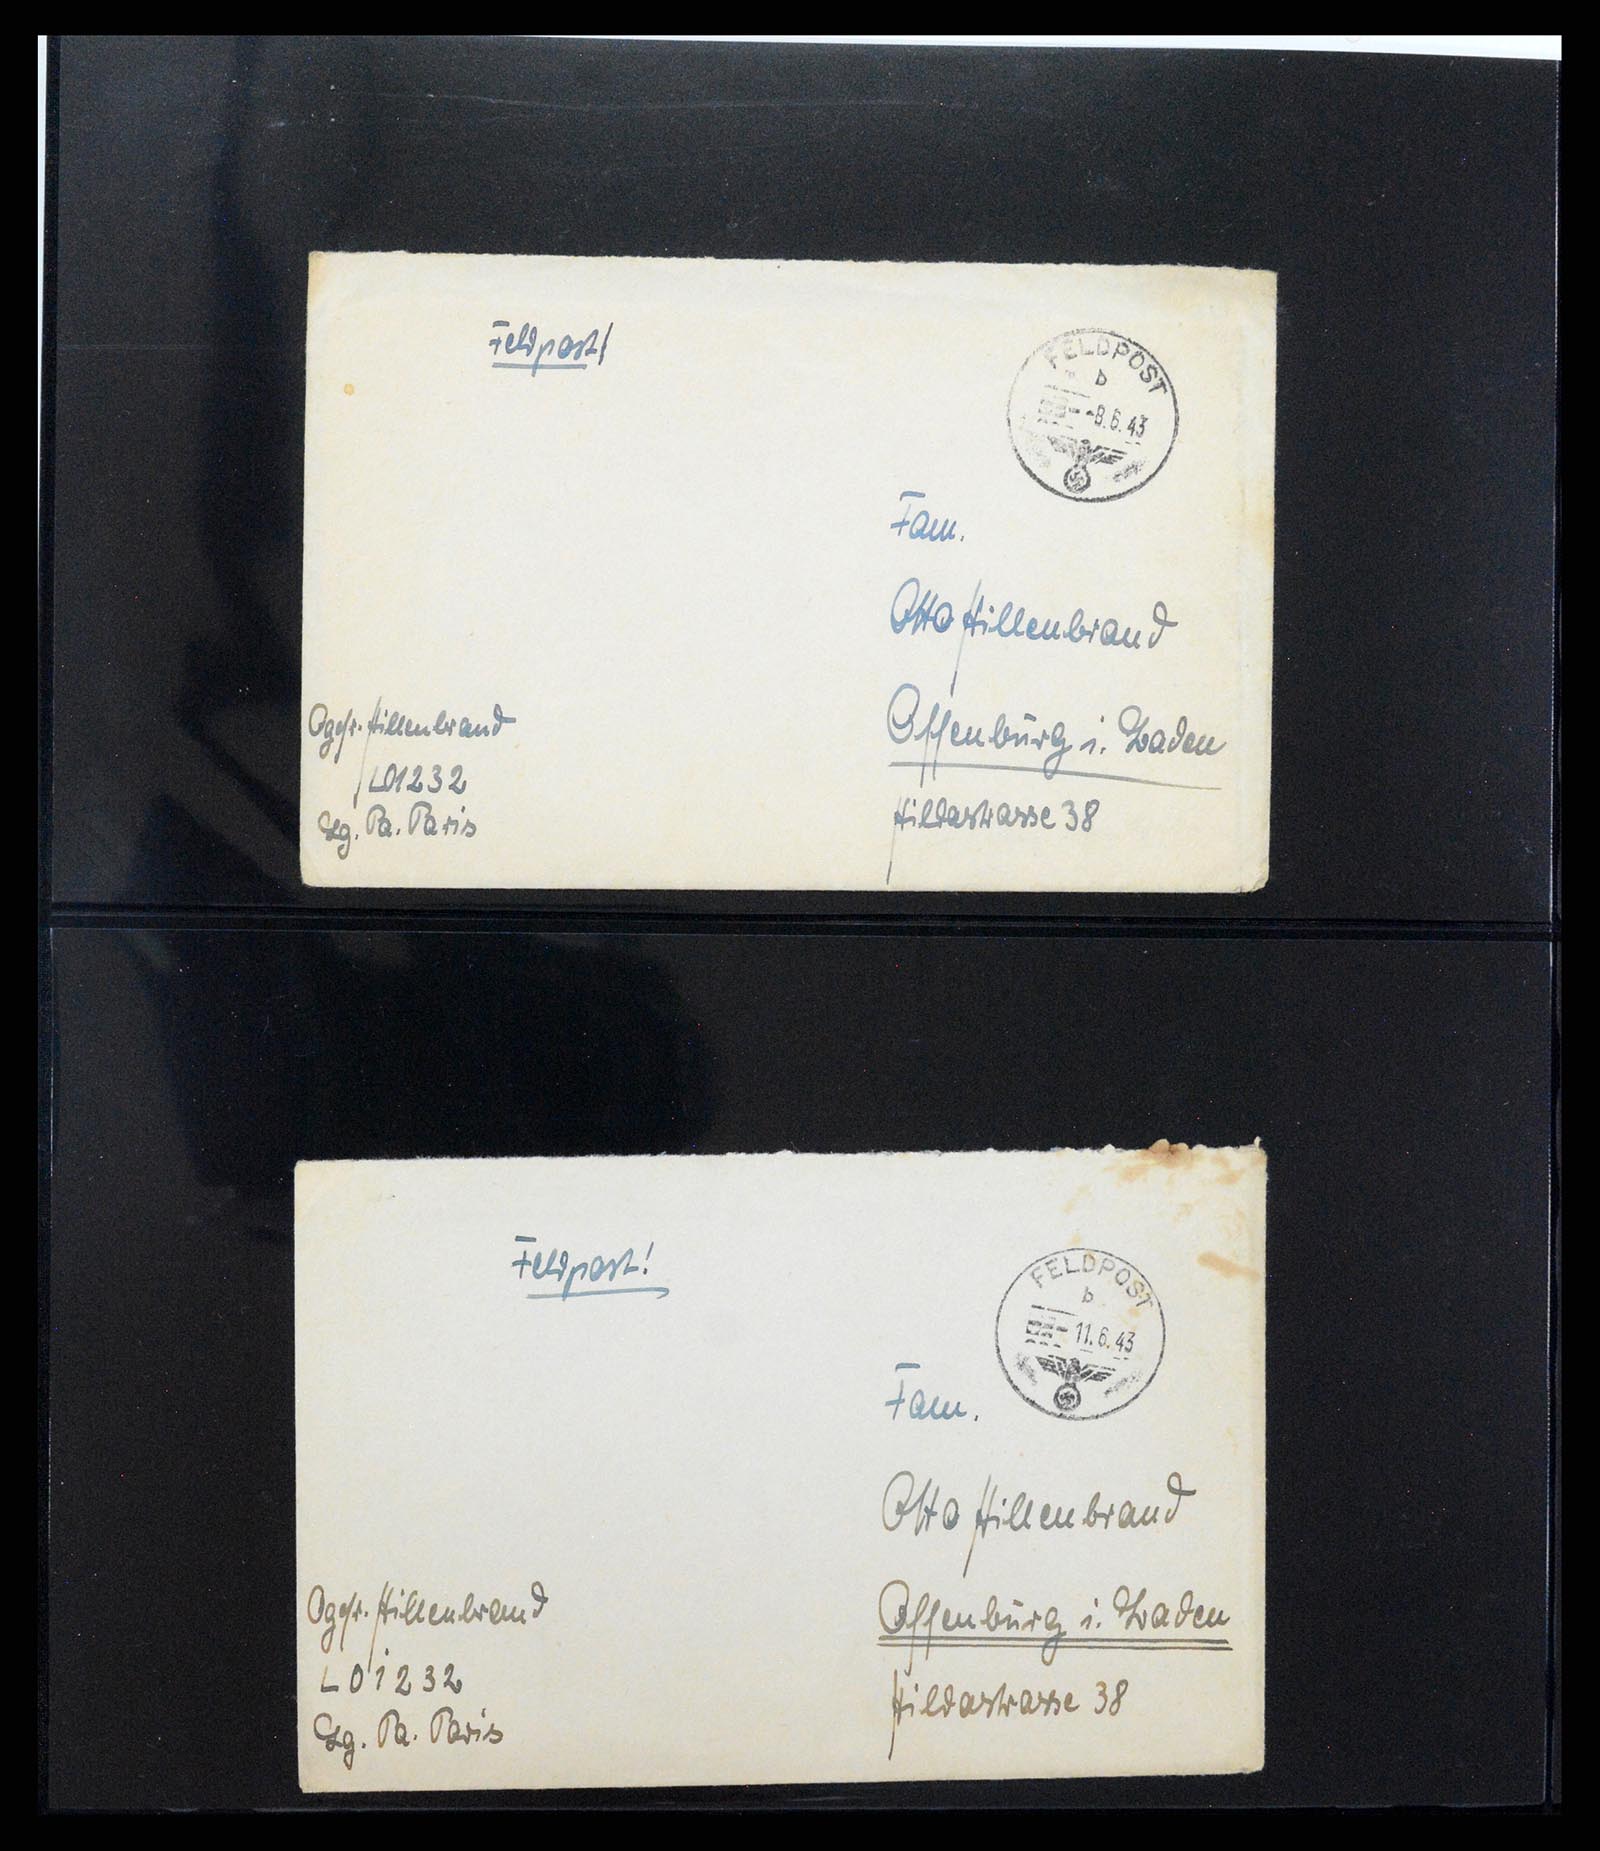 Feldpost!
FELDPOST
b
-8.6.43
Fam.
Otto Hillenbrand
Offenburg i. Baden
Hildastrasse 38
Ogefr. Hillenbrand
L01232
Lg. Pa. Paris
Feldpost!
FELDPOST
b
11.6.43
Fam.
Otto Hillenbrand
Offenburg i. Baden
Hildastrasse 38
Ogefr. Hillenbrand
L01232
Lg. Pa. Paris